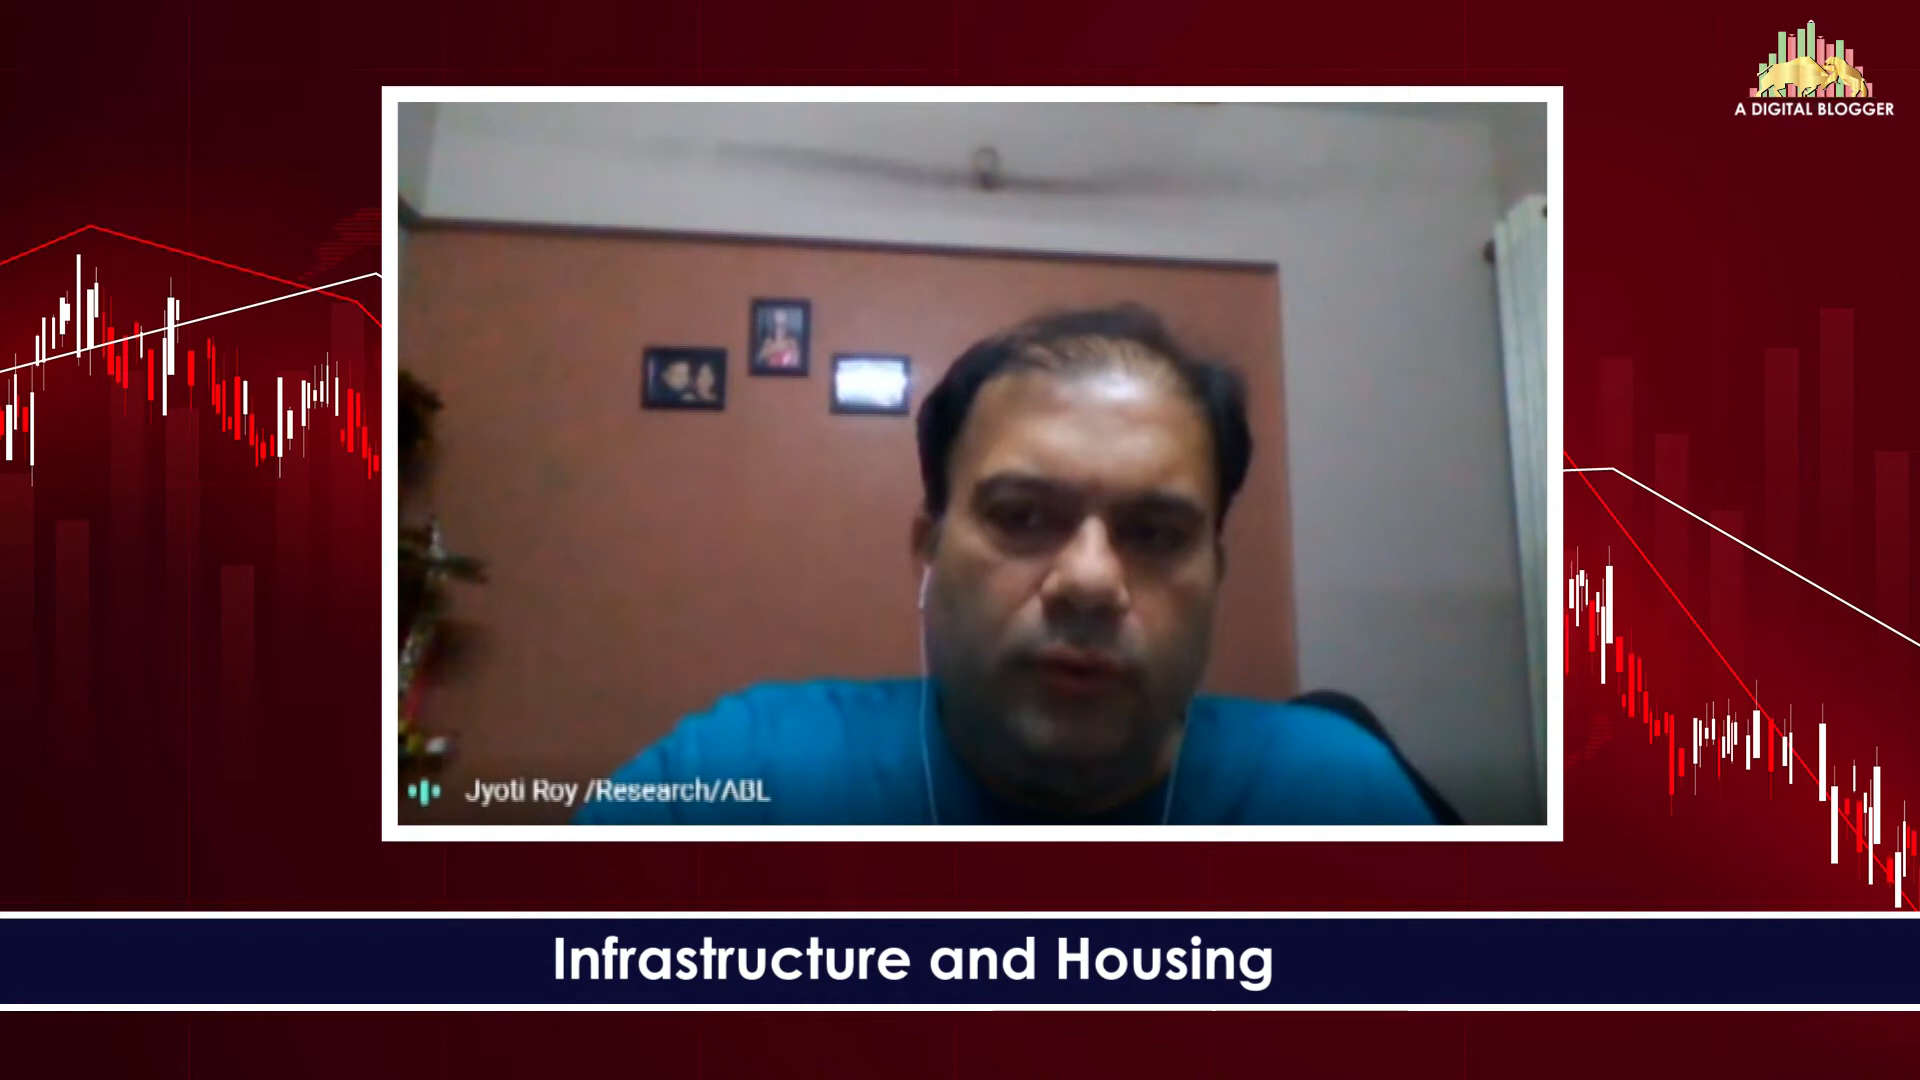 A DIGITAL BLOGGER
Jyoti Roy /Research/ABL
Infrastructure and Housing